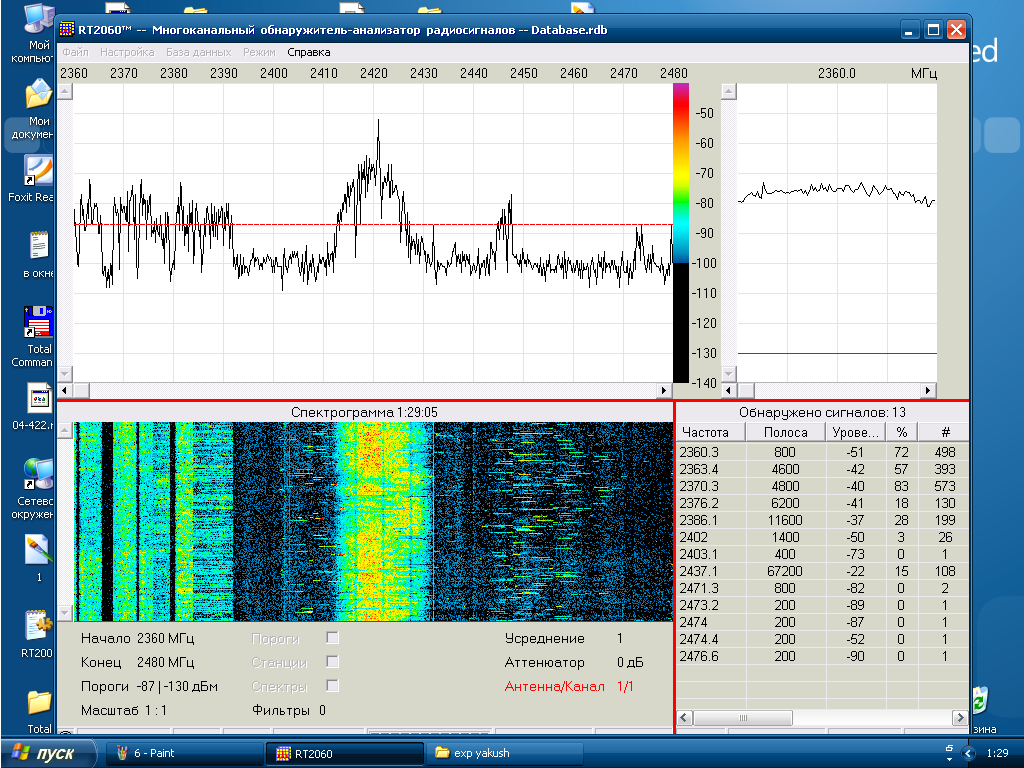 RT2060™ -- Многоканальный обнаружитель-анализатор радиосигналов -- Database.rdb
Файл Настройка База данных Режим Справка
2360 2370 2380 2390 2400 2410 2420 2430 2440 2450 2460 2470 2480
2360.0 МГц
-50
-60
-70
-80
-90
-100
-110
-120
-130
-140
Спектрограмма 1:29:05
Обнаружено сигналов: 13
Частота Полоса Урове... % #
2360.3 800 -51 72 498
2363.4 4600 -42 57 393
2370.3 4800 -40 83 573
2376.2 6200 -41 18 130
2386.1 11600 -37 28 199
2402 1400 -50 3 26
2403.1 400 -73 0 1
2437.1 67200 -22 15 108
2471.3 800 -82 0 2
2473.2 200 -89 0 1
2474 200 -87 0 1
2474.4 200 -52 0 1
2476.6 200 -90 0 1
Начало 2360 МГц Пороги Усреднение 1
Конец 2480 МГц Станции Аттенюатор 0 дБ
Пороги -87|-130 дБм Спектры Антенна/Канал 1/1
Масштаб 1 : 1 Фильтры 0
Мой
компью
Мои
докумен
Foxit Rea
в окне
Total
Comman
04-422.r
Сетево
окружен
1
RT200
Total
ed
зина
пуск 6 - Paint RT2060 exp yakush 1:29